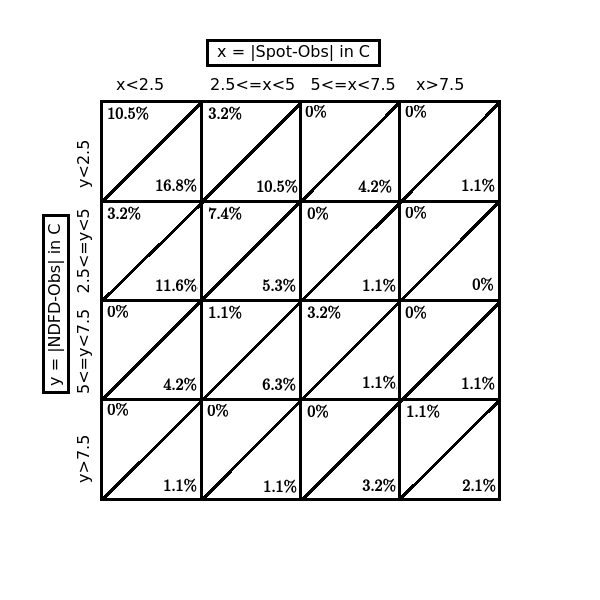 x = |Spot-Obs| in C
x<2.5 2.5<=x<5 5<=x<7.5 x>7.5
y = |NDFD-Obs| in C
y<2.5
10.5% 3.2% 0% 0%
16.8% 10.5% 4.2% 1.1%
2.5<=y<5
3.2% 7.4% 0% 0%
11.6% 5.3% 1.1% 0%
5<=y<7.5
0% 1.1% 3.2% 0%
4.2% 6.3% 1.1% 1.1%
y>7.5
0% 0% 0% 1.1%
1.1% 1.1% 3.2% 2.1%